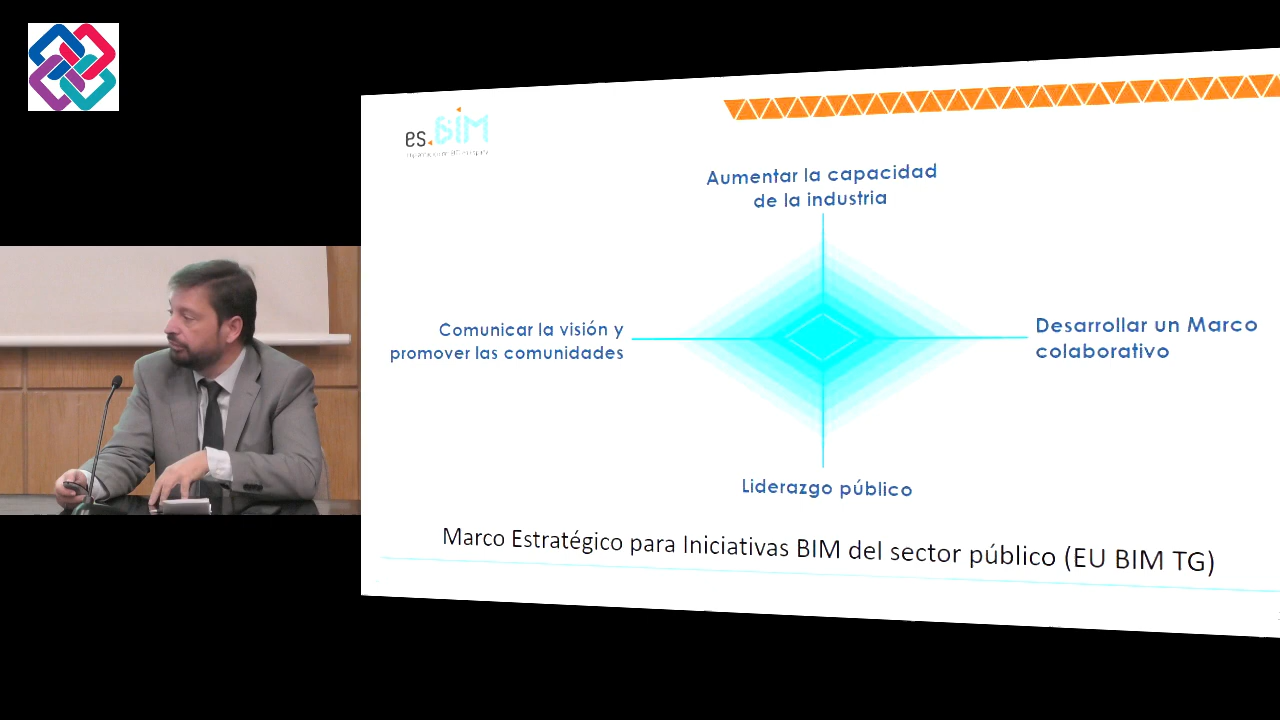 es.BIM
Aumentar la capacidad
de la industria
Comunicar la visión y
promover las comunidades
Desarrollar un Marco
colaborativo
Liderazgo público
Marco Estratégico para Iniciativas BIM del sector público (EU BIM TG)